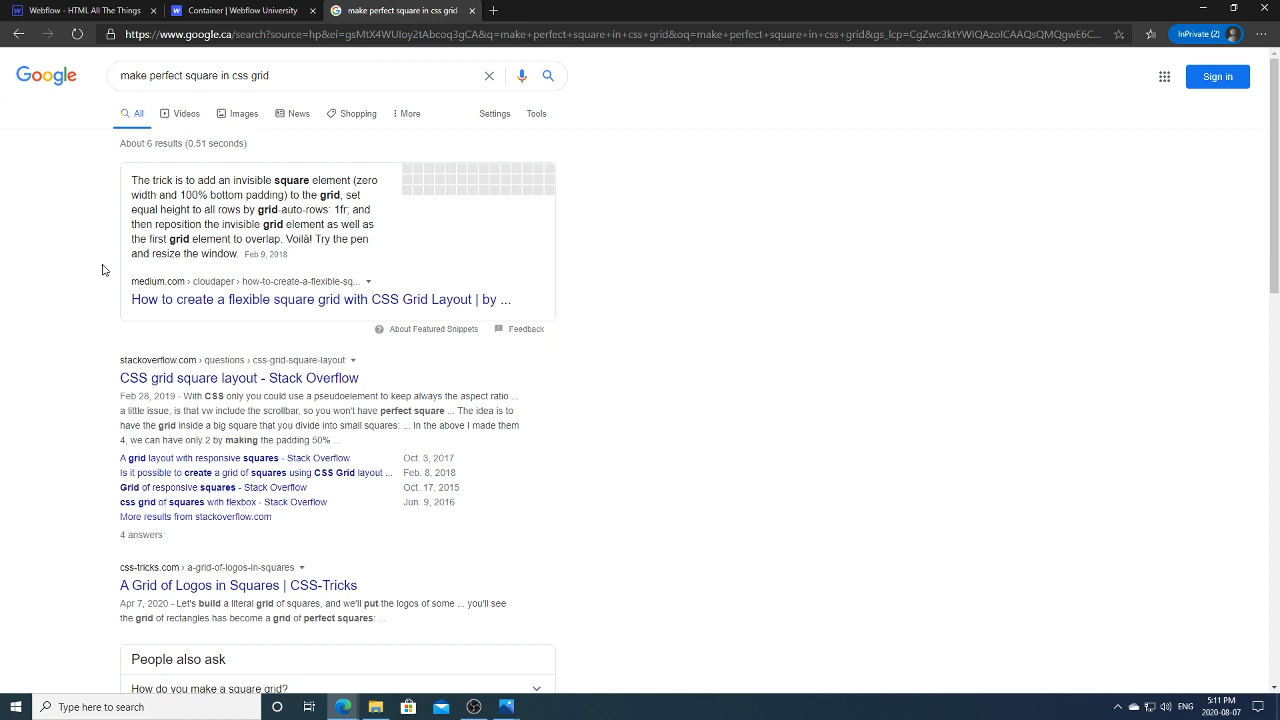 Webflow - HTML All The Things
Container | Webflow University
make perfect square in css grid
https://www.google.ca/search?source=hp&ei=gsMtX4WUIoy2tAbcoq3gCA&q=make+perfect+square+in+css+grid&oq=make+perfect+square+in+css+grid&gs_lcp=CgZwc3ktYWIQAzoICAAQsQMQgwE6C...
InPrivate (2)
Google
make perfect square in css grid
Sign in
All
Videos
Images
News
Shopping
More
Settings
Tools
About 6 results (0.51 seconds)
The trick is to add an invisible square element (zero
width and 100% bottom padding) to the grid, set
equal height to all rows by grid-auto-rows: 1fr; and
then reposition the invisible grid element as well as
the first grid element to overlap. Voilà! Try the pen
and resize the window. Feb 9, 2018
medium.com › cloudaper › how-to-create-a-flexible-sq...
How to create a flexible square grid with CSS Grid Layout | by ...
About Featured Snippets
Feedback
stackoverflow.com › questions › css-grid-square-layout
CSS grid square layout - Stack Overflow
Feb 28, 2019 - With CSS only you could use a pseudoelement to keep always the aspect ratio ...
a little issue, is that vw include the scrollbar, so you won't have perfect square ... The idea is to
have the grid inside a big square that you divide into small squares: ... In the above I made them
4, we can have only 2 by making the padding 50% ...
A grid layout with responsive squares - Stack Overflow Oct. 3, 2017
Is it possible to create a grid of squares using CSS Grid layout ... Feb. 8, 2018
Grid of responsive squares - Stack Overflow Oct. 17, 2015
css grid of squares with flexbox - Stack Overflow Jun. 9, 2016
More results from stackoverflow.com
4 answers
css-tricks.com › a-grid-of-logos-in-squares
A Grid of Logos in Squares | CSS-Tricks
Apr 7, 2020 - Let's build a literal grid of squares, and we'll put the logos of some ... you'll see
the grid of rectangles has become a grid of perfect squares: ...
People also ask
How do you make a square grid?
Type here to search
ENG
5:11 PM
2020-08-07